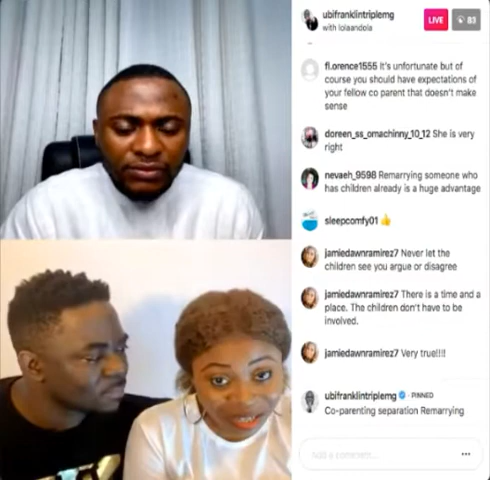 ubifranklintriplemg
with lolaandola
LIVE
83
fl.orence1555 It's unfortunate but of
course you should have expectations of
your fellow co parent that doesn't make
sense
doreen_ss_omachinny_10_12 She is very
right
nevaeh_9598 Remarrying someone who
has children already is a huge advantage
sleepcomfy01 👍
jamiedawnramirez7 Never let the
children see you argue or disagree
jamiedawnramirez7 There is a time and a
place. The children don't have to be
involved.
jamiedawnramirez7 Very true!!!!
ubifranklintriplemg · PINNED
Co-parenting separation Remarrying
Add a comment...